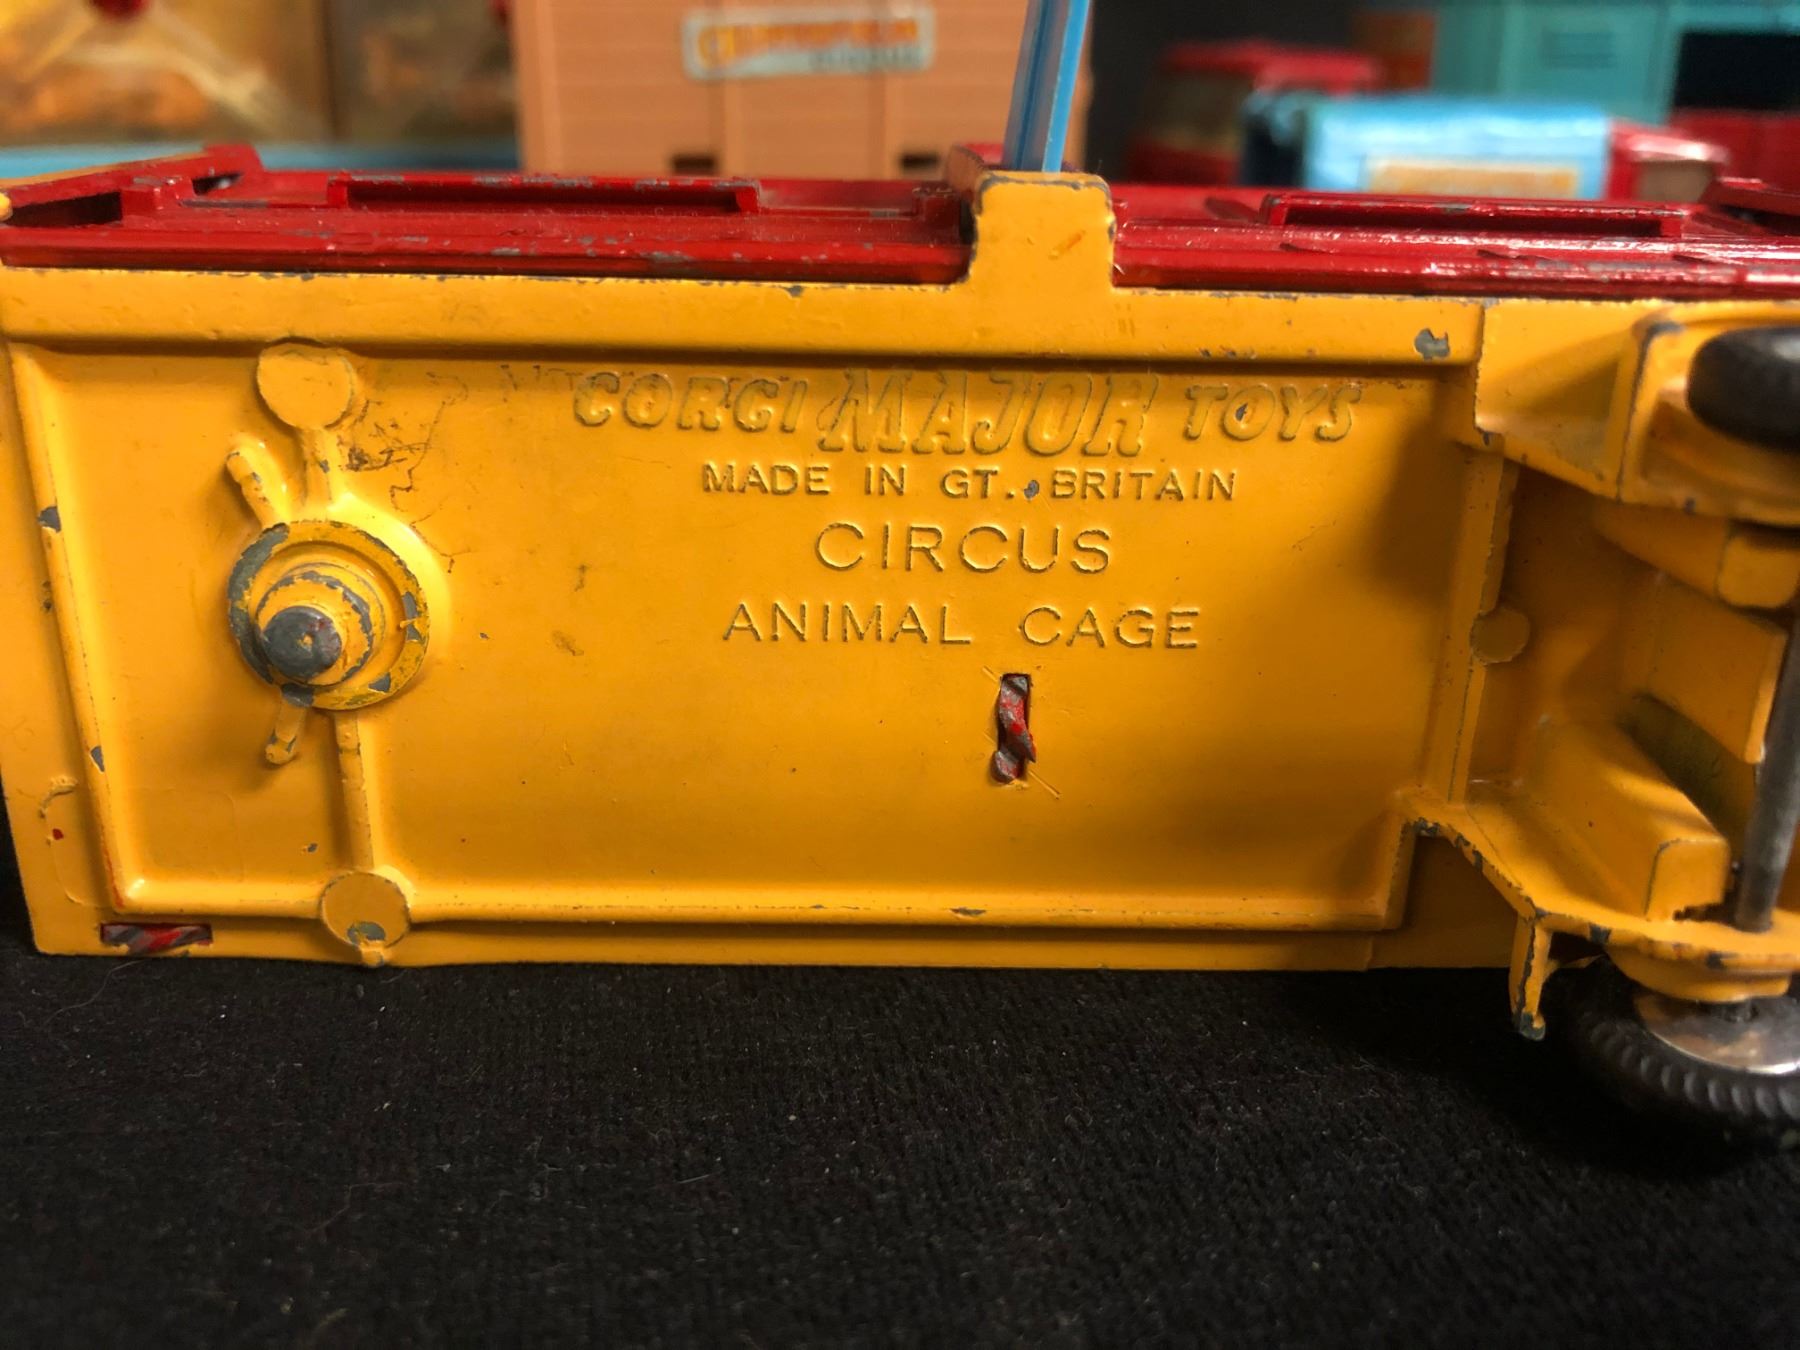 CORGI MAJOR TOYS
MADE IN GT. BRITAIN
CIRCUS
ANIMAL CAGE